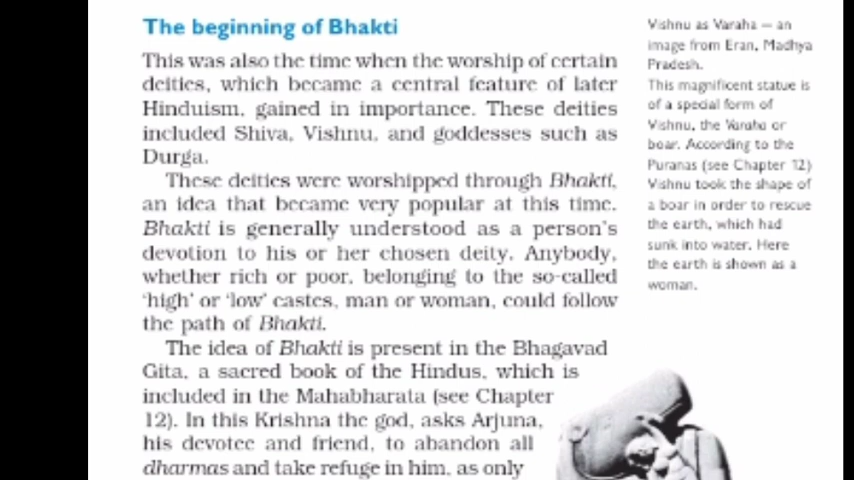 The beginning of Bhakti
This was also the time when the worship of certain
deities, which became a central feature of later
Hinduism, gained in importance. These deities
included Shiva, Vishnu, and goddesses such as
Durga.
These deities were worshipped through Bhakti,
an idea that became very popular at this time.
Bhakti is generally understood as a person's
devotion to his or her chosen deity. Anybody,
whether rich or poor, belonging to the so-called
'high' or 'low' castes, man or woman, could follow
the path of Bhakti.
The idea of Bhakti is present in the Bhagavad
Gita, a sacred book of the Hindus, which is
included in the Mahabharata (see Chapter
12). In this Krishna the god, asks Arjuna,
his devotee and friend, to abandon all
dharmas and take refuge in him, as only
Vishnu as Varaha — an
image from Eran, Madhya
Pradesh.
This magnificent statue is
of a special form of
Vishnu, the Varaha or
boar. According to the
Puranas (see Chapter 12)
Vishnu took the shape of
a boar in order to rescue
the earth, which had
sunk into water. Here
the earth is shown as a
woman.